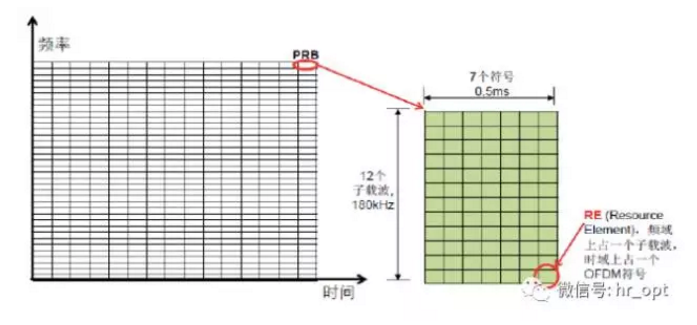 频率
PRB
7个符号
0.5ms
12个
子载波,
180kHz
RE (Resource
Element)，频域
上占一个子载波，
时域上占一个
OFDM符号
时间
微信号: hr_opt